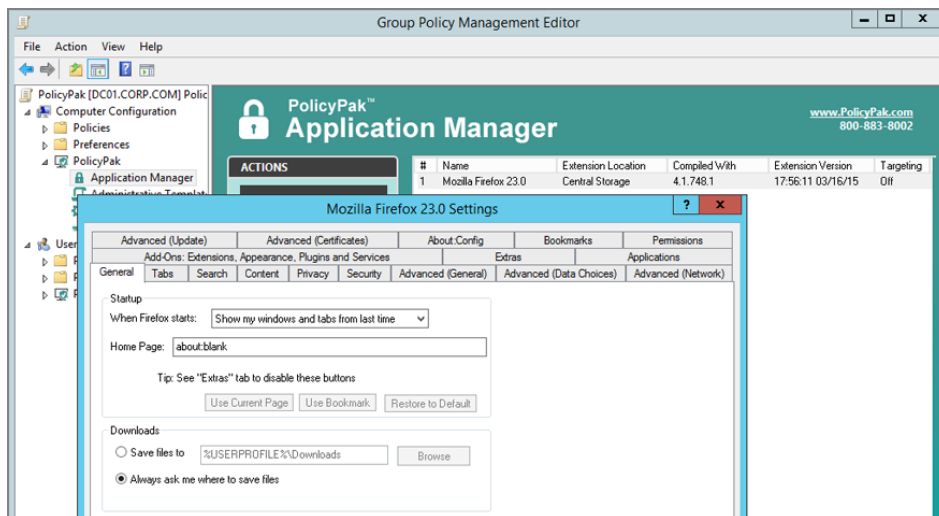 Group Policy Management Editor
File Action View Help
PolicyPak [DC01.CORP.COM] Polic
Computer Configuration
Policies
Preferences
PolicyPak
Application Manager
User
PolicyPak™
Application Manager
www.PolicyPak.com
800-883-8002
ACTIONS
# Name Extension Location Compiled With Extension Version Targeting
1 Mozilla Firefox 23.0 Central Storage 4.1.748.1 17:56:11 03/16/15 Off
Mozilla Firefox 23.0 Settings
Advanced (Update) Advanced (Certificates) About:Config Bookmarks Permissions
Add-Ons: Extensions, Appearance, Plugins and Services Extras Applications
General Tabs Search Content Privacy Security Advanced (General) Advanced (Data Choices) Advanced (Network)
Startup
When Firefox starts: Show my windows and tabs from last time
Home Page: about:blank
Tip: See "Extras" tab to disable these buttons
Use Current Page Use Bookmark Restore to Default
Downloads
Save files to %USERPROFILE%\Downloads Browse
Always ask me where to save files